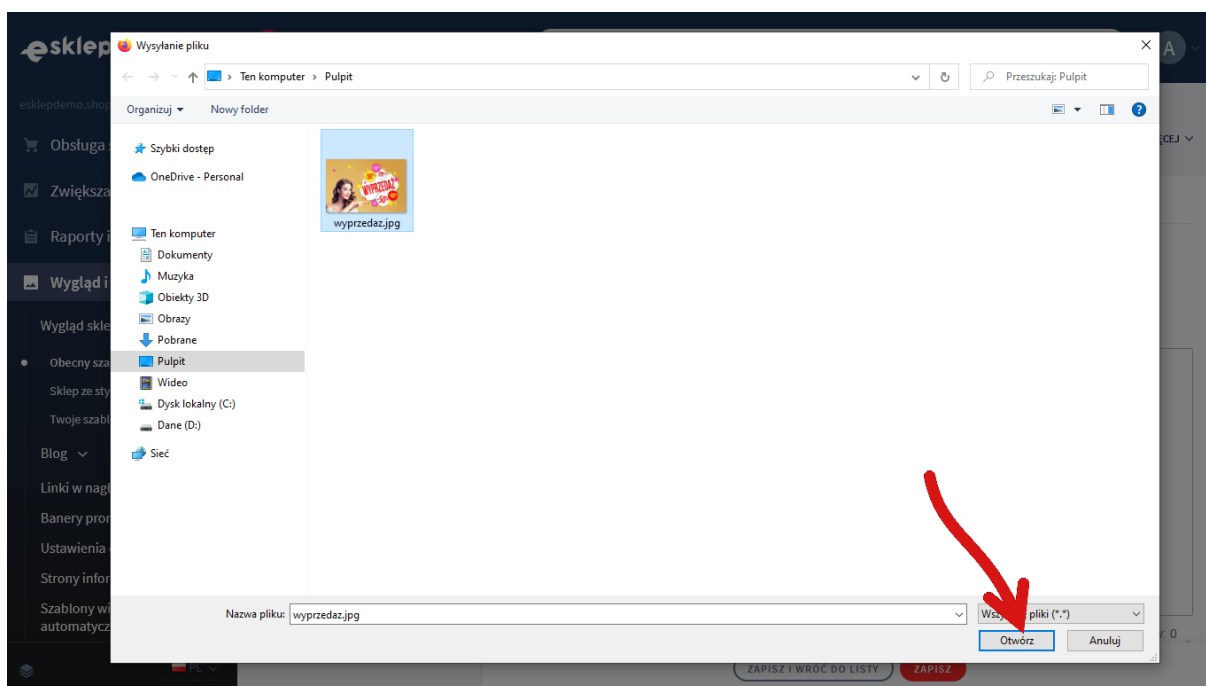 esklep
Wysyłanie pliku
A
Ten komputer > Pulpit
Przeszukaj: Pulpit
esklepdemo.shop
Organizuj
Nowy folder
Obsługa
Szybki dostęp
OneDrive - Personal
WYPRZEDAŻ
wyprzedaz.jpg
Zwiększa
Raporty i
Ten komputer
Dokumenty
Muzyka
Obiekty 3D
Obrazy
Pobrane
Pulpit
Wideo
Dysk lokalny (C:)
Dane (D:)
Sieć
Wygląd i
Wygląd skle
Obecny sza
Sklep ze sty
Twoje szabl
Blog
Linki w nagł
Banery pror
Ustawienia
Strony infor
Szablony wi
automatycz
Nazwa pliku: wyprzedaz.jpg
pliki (*.*)
Otwórz
Anuluj
PL
ZAPISZ I WRÓĆ DO LISTY
ZAPISZ